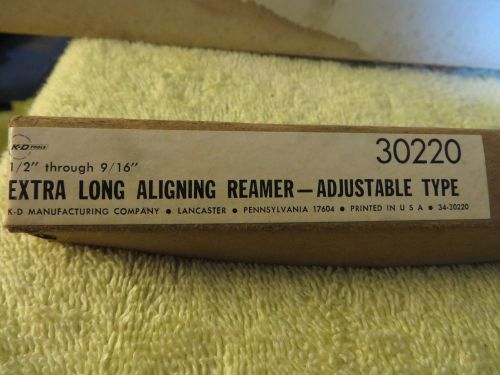 K-D TOOLS
30220
1/2" through 9/16"
EXTRA LONG ALIGNING REAMER—ADJUSTABLE TYPE
K-D MANUFACTURING COMPANY • LANCASTER • PENNSYLVANIA 17604 • PRINTED IN U S A • 34-30220